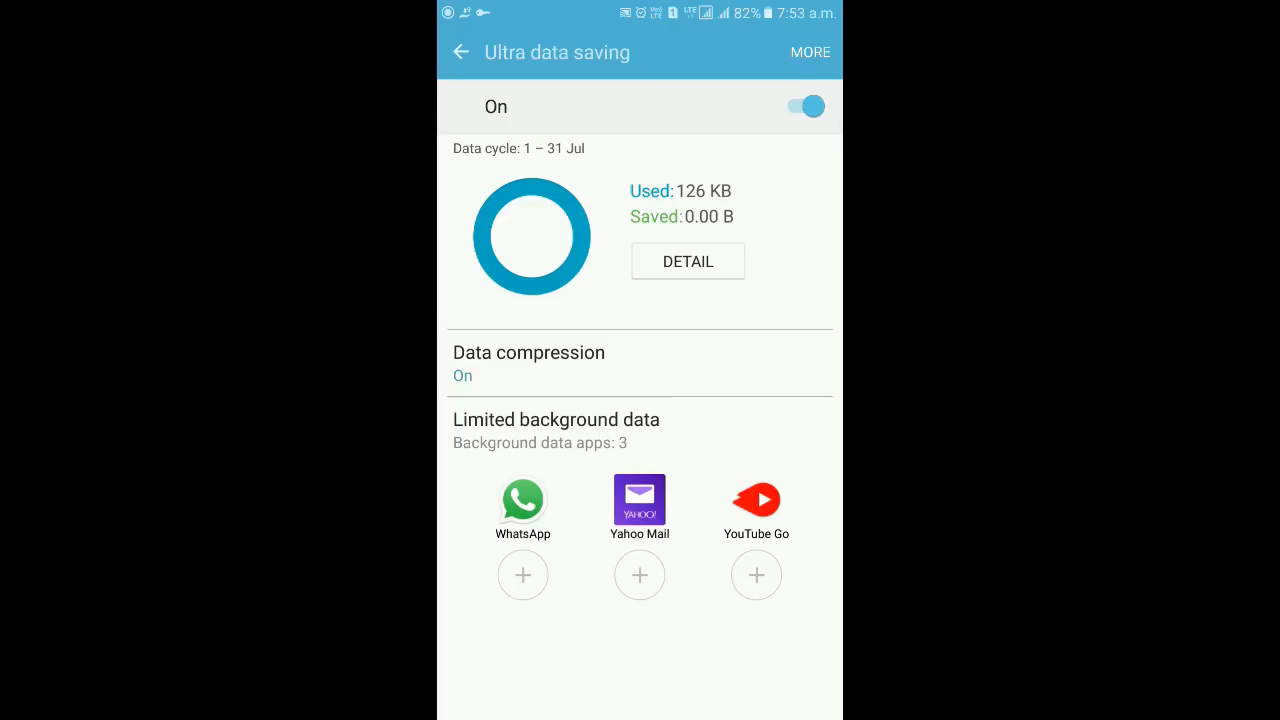 82% 7:53 a.m.
Ultra data saving MORE
On
Data cycle: 1 – 31 Jul
Used: 126 KB
Saved: 0.00 B
DETAIL
Data compression
On
Limited background data
Background data apps: 3
YAHOO!
WhatsApp Yahoo Mail YouTube Go